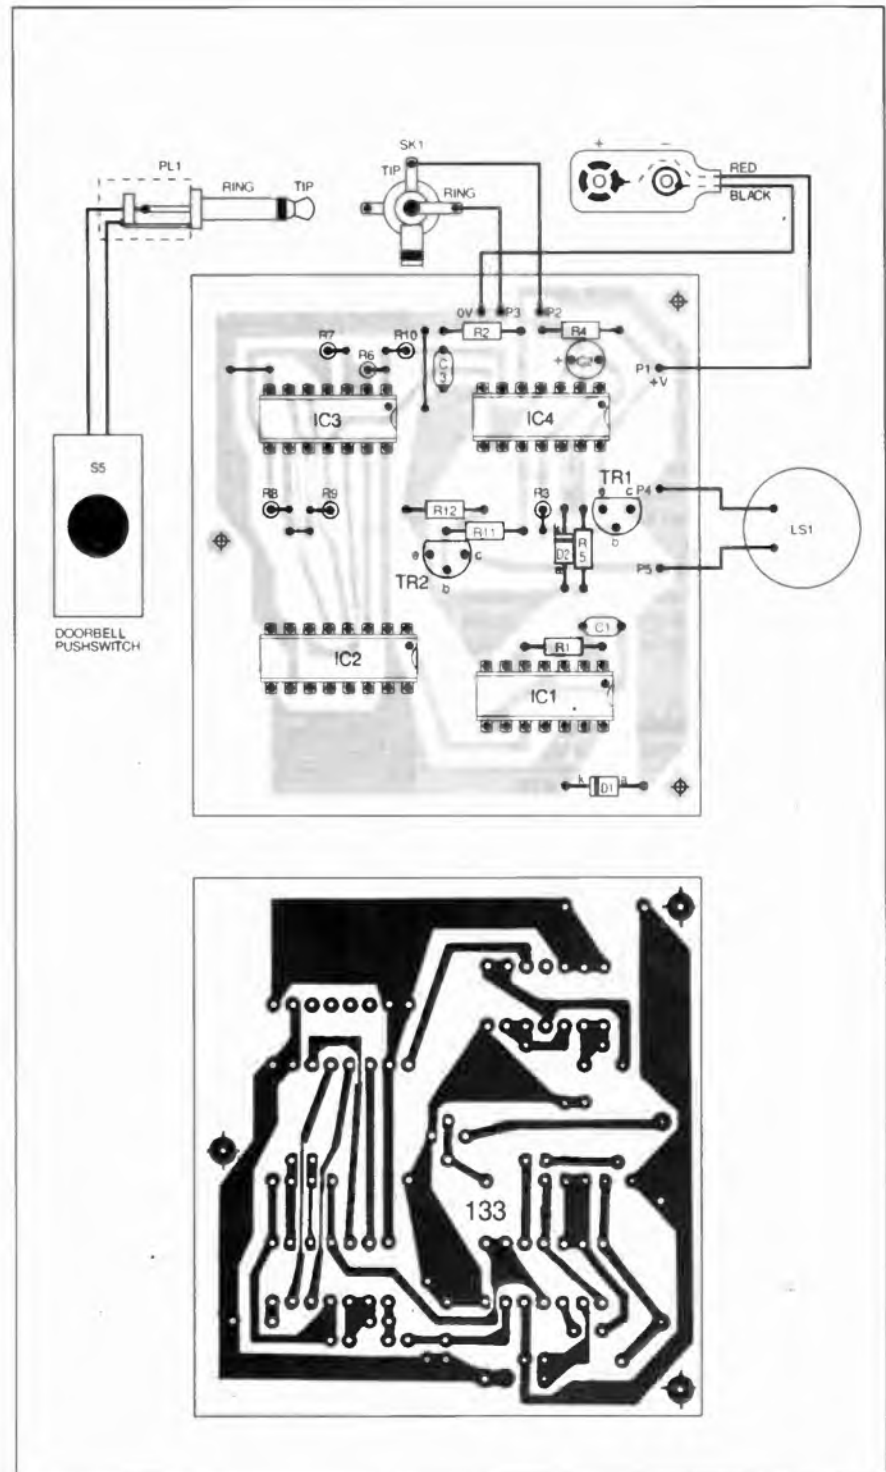 SK1
PL1
RING
TIP
TIP
RING
+
−
RED
BLACK
0V
P3
P2
R7
R10
R2
R4
R6
C3
+
P1
+V
IC3
IC4
S5
R8
R9
R3
TR1
e
c
b
P4
R12
R11
LS1
k
D2
a
R5
e
c
TR2
b
P5
DOORBELL
PUSHSWITCH
C1
R1
IC2
IC1
k
D1
a
133